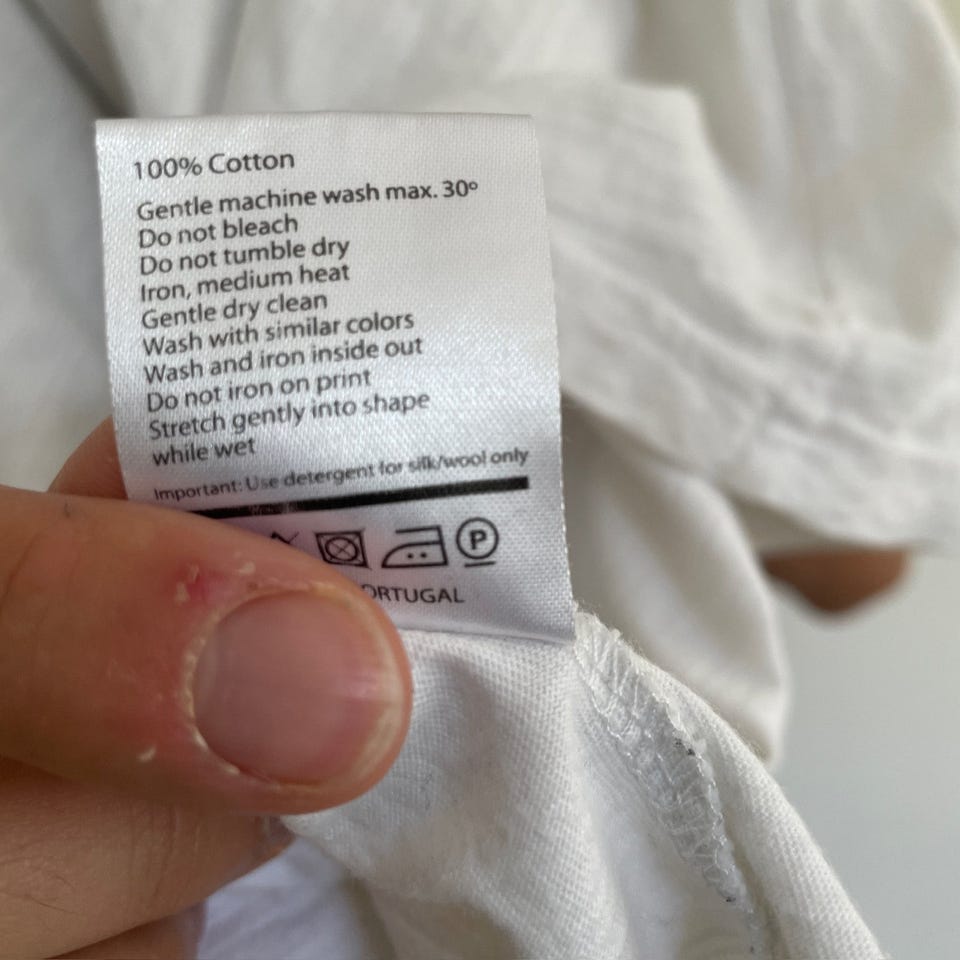 100% Cotton
Gentle machine wash max. 30º
Do not bleach
Do not tumble dry
Iron, medium heat
Gentle dry clean
Wash with similar colors
Wash and iron inside out
Do not iron on print
Stretch gently into shape
while wet
Important: Use detergent for silk/wool only
P
ORTUGAL